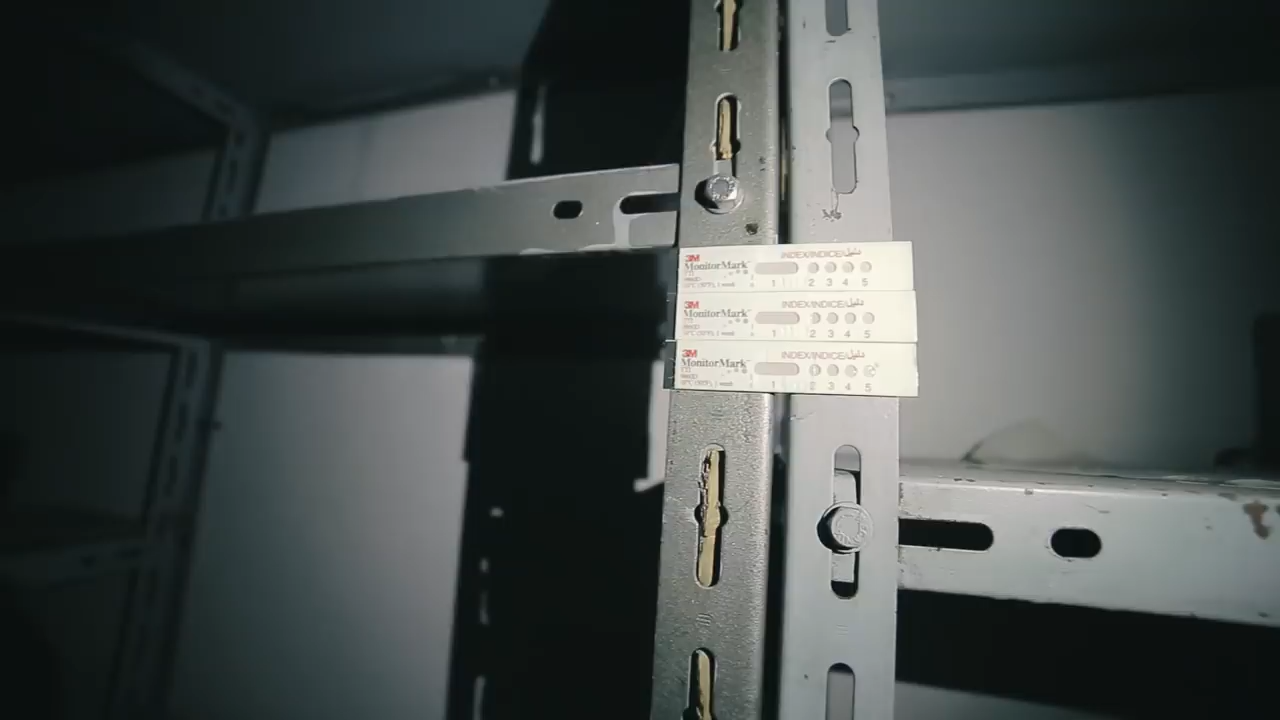 3M
MonitorMark
INDEX/INDICE/دليل
1 2 3 4 5
3M
MonitorMark
INDEX/INDICE/دليل
1 2 3 4 5
3M
MonitorMark
INDEX/INDICE/دليل
1 2 3 4 5